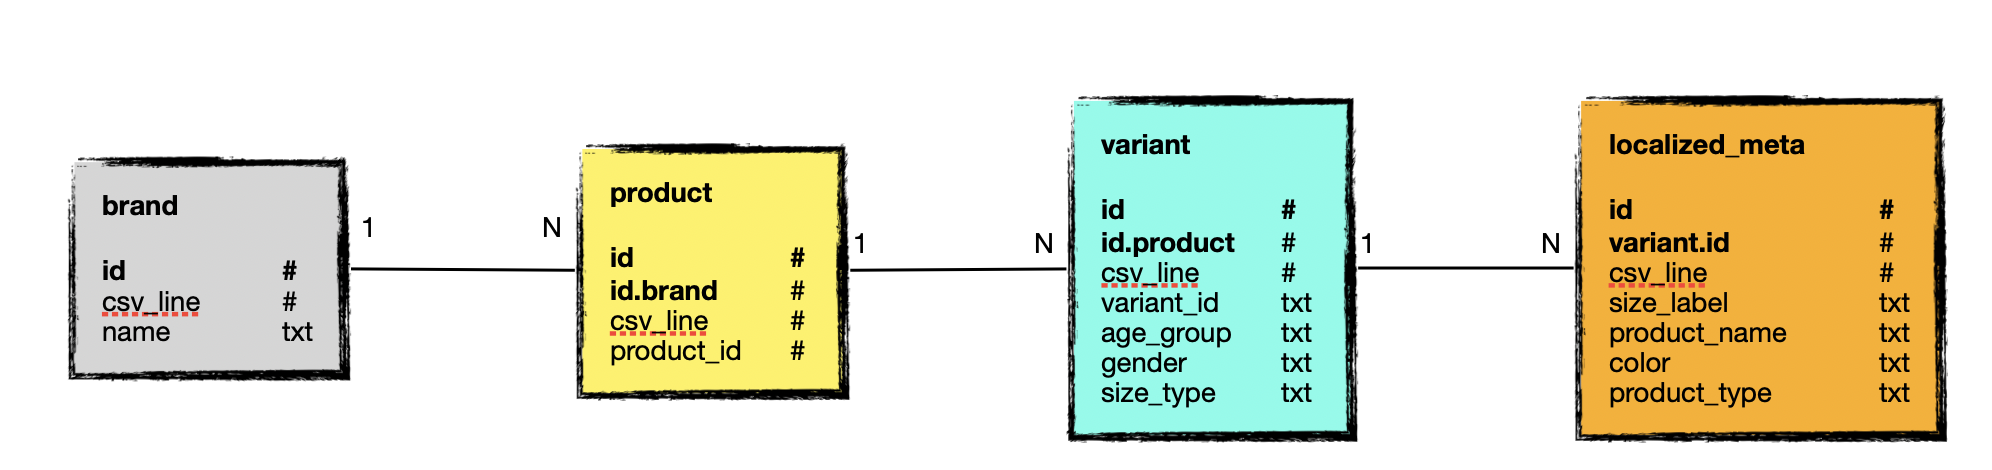 brand
id #
csv_line #
name txt
1
N
product
id #
id.brand #
csv_line #
product_id #
1
N
variant
id #
id.product #
csv_line #
variant_id txt
age_group txt
gender txt
size_type txt
1
N
localized_meta
id #
variant.id #
csv_line #
size_label txt
product_name txt
color txt
product_type txt